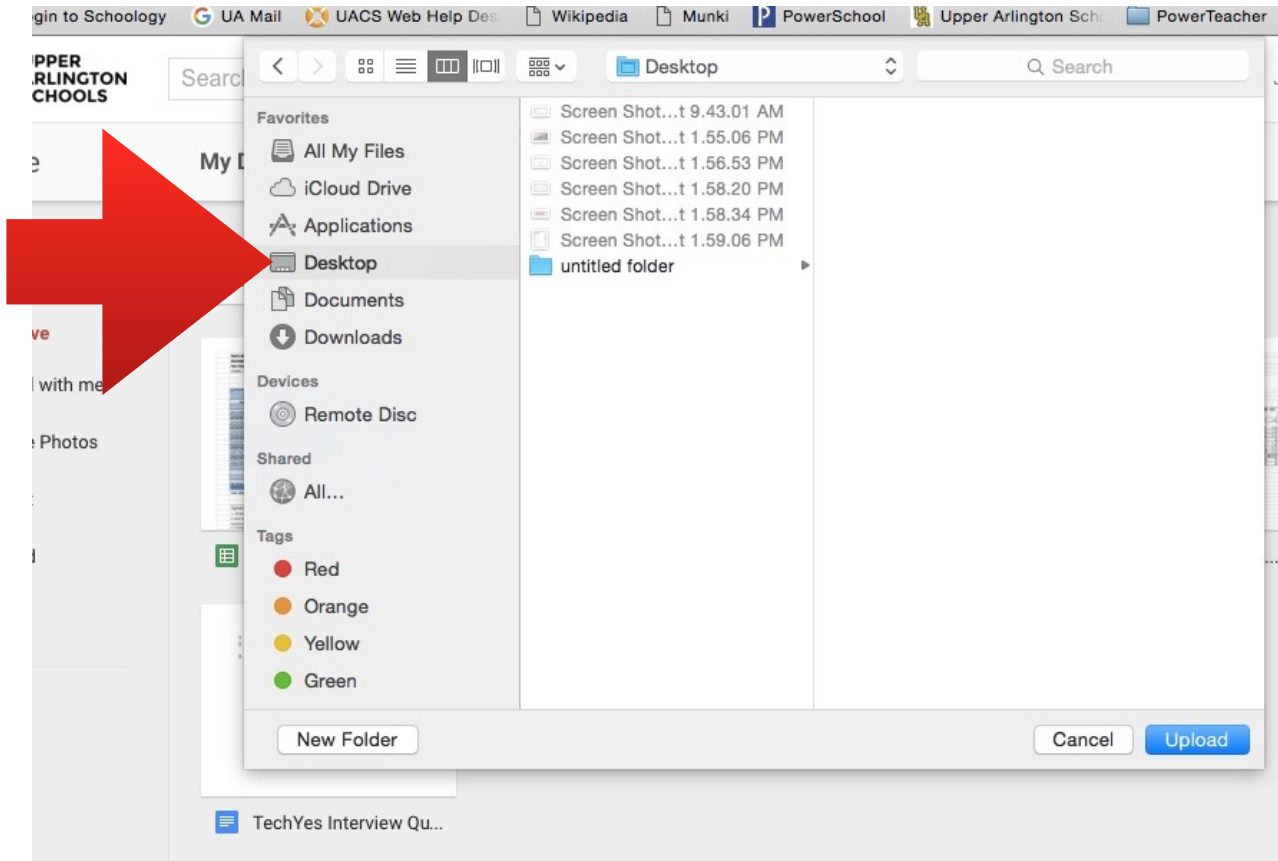 gin to Schoology UA Mail UACS Web Help Des Wikipedia Munki PowerSchool Upper Arlington Scho PowerTeacher
PPER
RLINGTON
CHOOLS
Searc
Desktop
Search
Favorites
All My Files
iCloud Drive
Applications
Desktop
Documents
Downloads
Devices
Remote Disc
Shared
All...
Tags
Red
Orange
Yellow
Green
Screen Shot...t 9.43.01 AM
Screen Shot...t 1.55.06 PM
Screen Shot...t 1.56.53 PM
Screen Shot...t 1.58.20 PM
Screen Shot...t 1.58.34 PM
Screen Shot...t 1.59.06 PM
untitled folder
New Folder
Cancel
Upload
My D
ve
with me
Photos
TechYes Interview Qu...